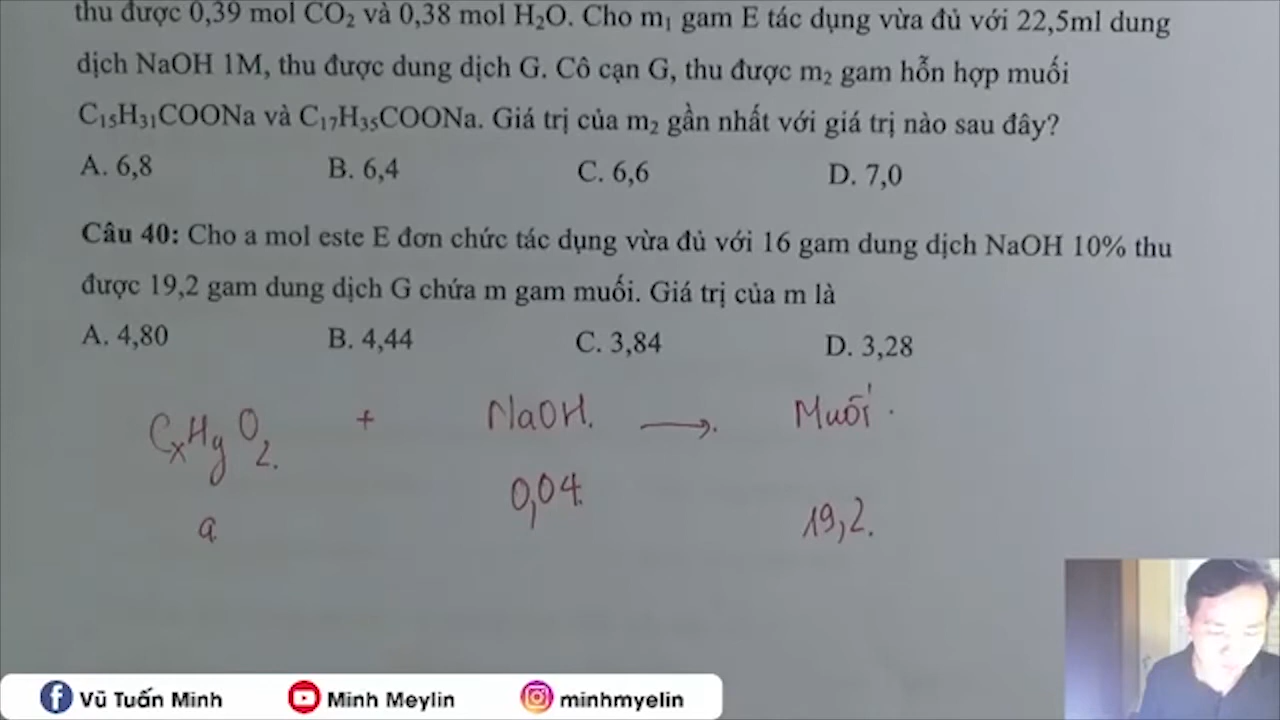 thu được 0,39 mol CO₂ và 0,38 mol H₂O. Cho m₁ gam E tác dụng vừa đủ với 22,5ml dung
dịch NaOH 1M, thu được dung dịch G. Cô cạn G, thu được m₂ gam hỗn hợp muối
C₁₅H₃₁COONa và C₁₇H₃₅COONa. Giá trị của m₂ gần nhất với giá trị nào sau đây?
A. 6,8 B. 6,4 C. 6,6 D. 7,0
Câu 40: Cho a mol este E đơn chức tác dụng vừa đủ với 16 gam dung dịch NaOH 10% thu
được 19,2 gam dung dịch G chứa m gam muối. Giá trị của m là
A. 4,80 B. 4,44 C. 3,84 D. 3,28
CₓHᵧO₂. + NaOH. → Muối.
a 0,04. 19,2.
Vũ Tuấn Minh Minh Meylin minhmyelin